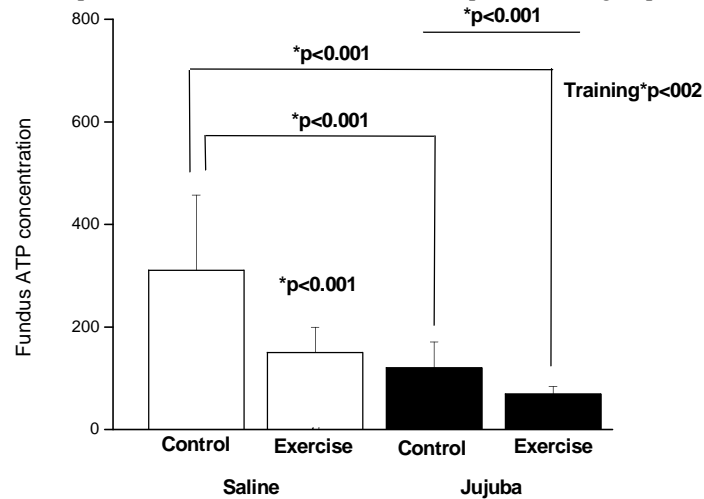 *p<0.001
800
*p<0.001
Training*p<002
600
*p<0.001
Fundus ATP concentration
400
*p<0.001
200
0
Control Exercise Control Exercise
Saline Jujuba